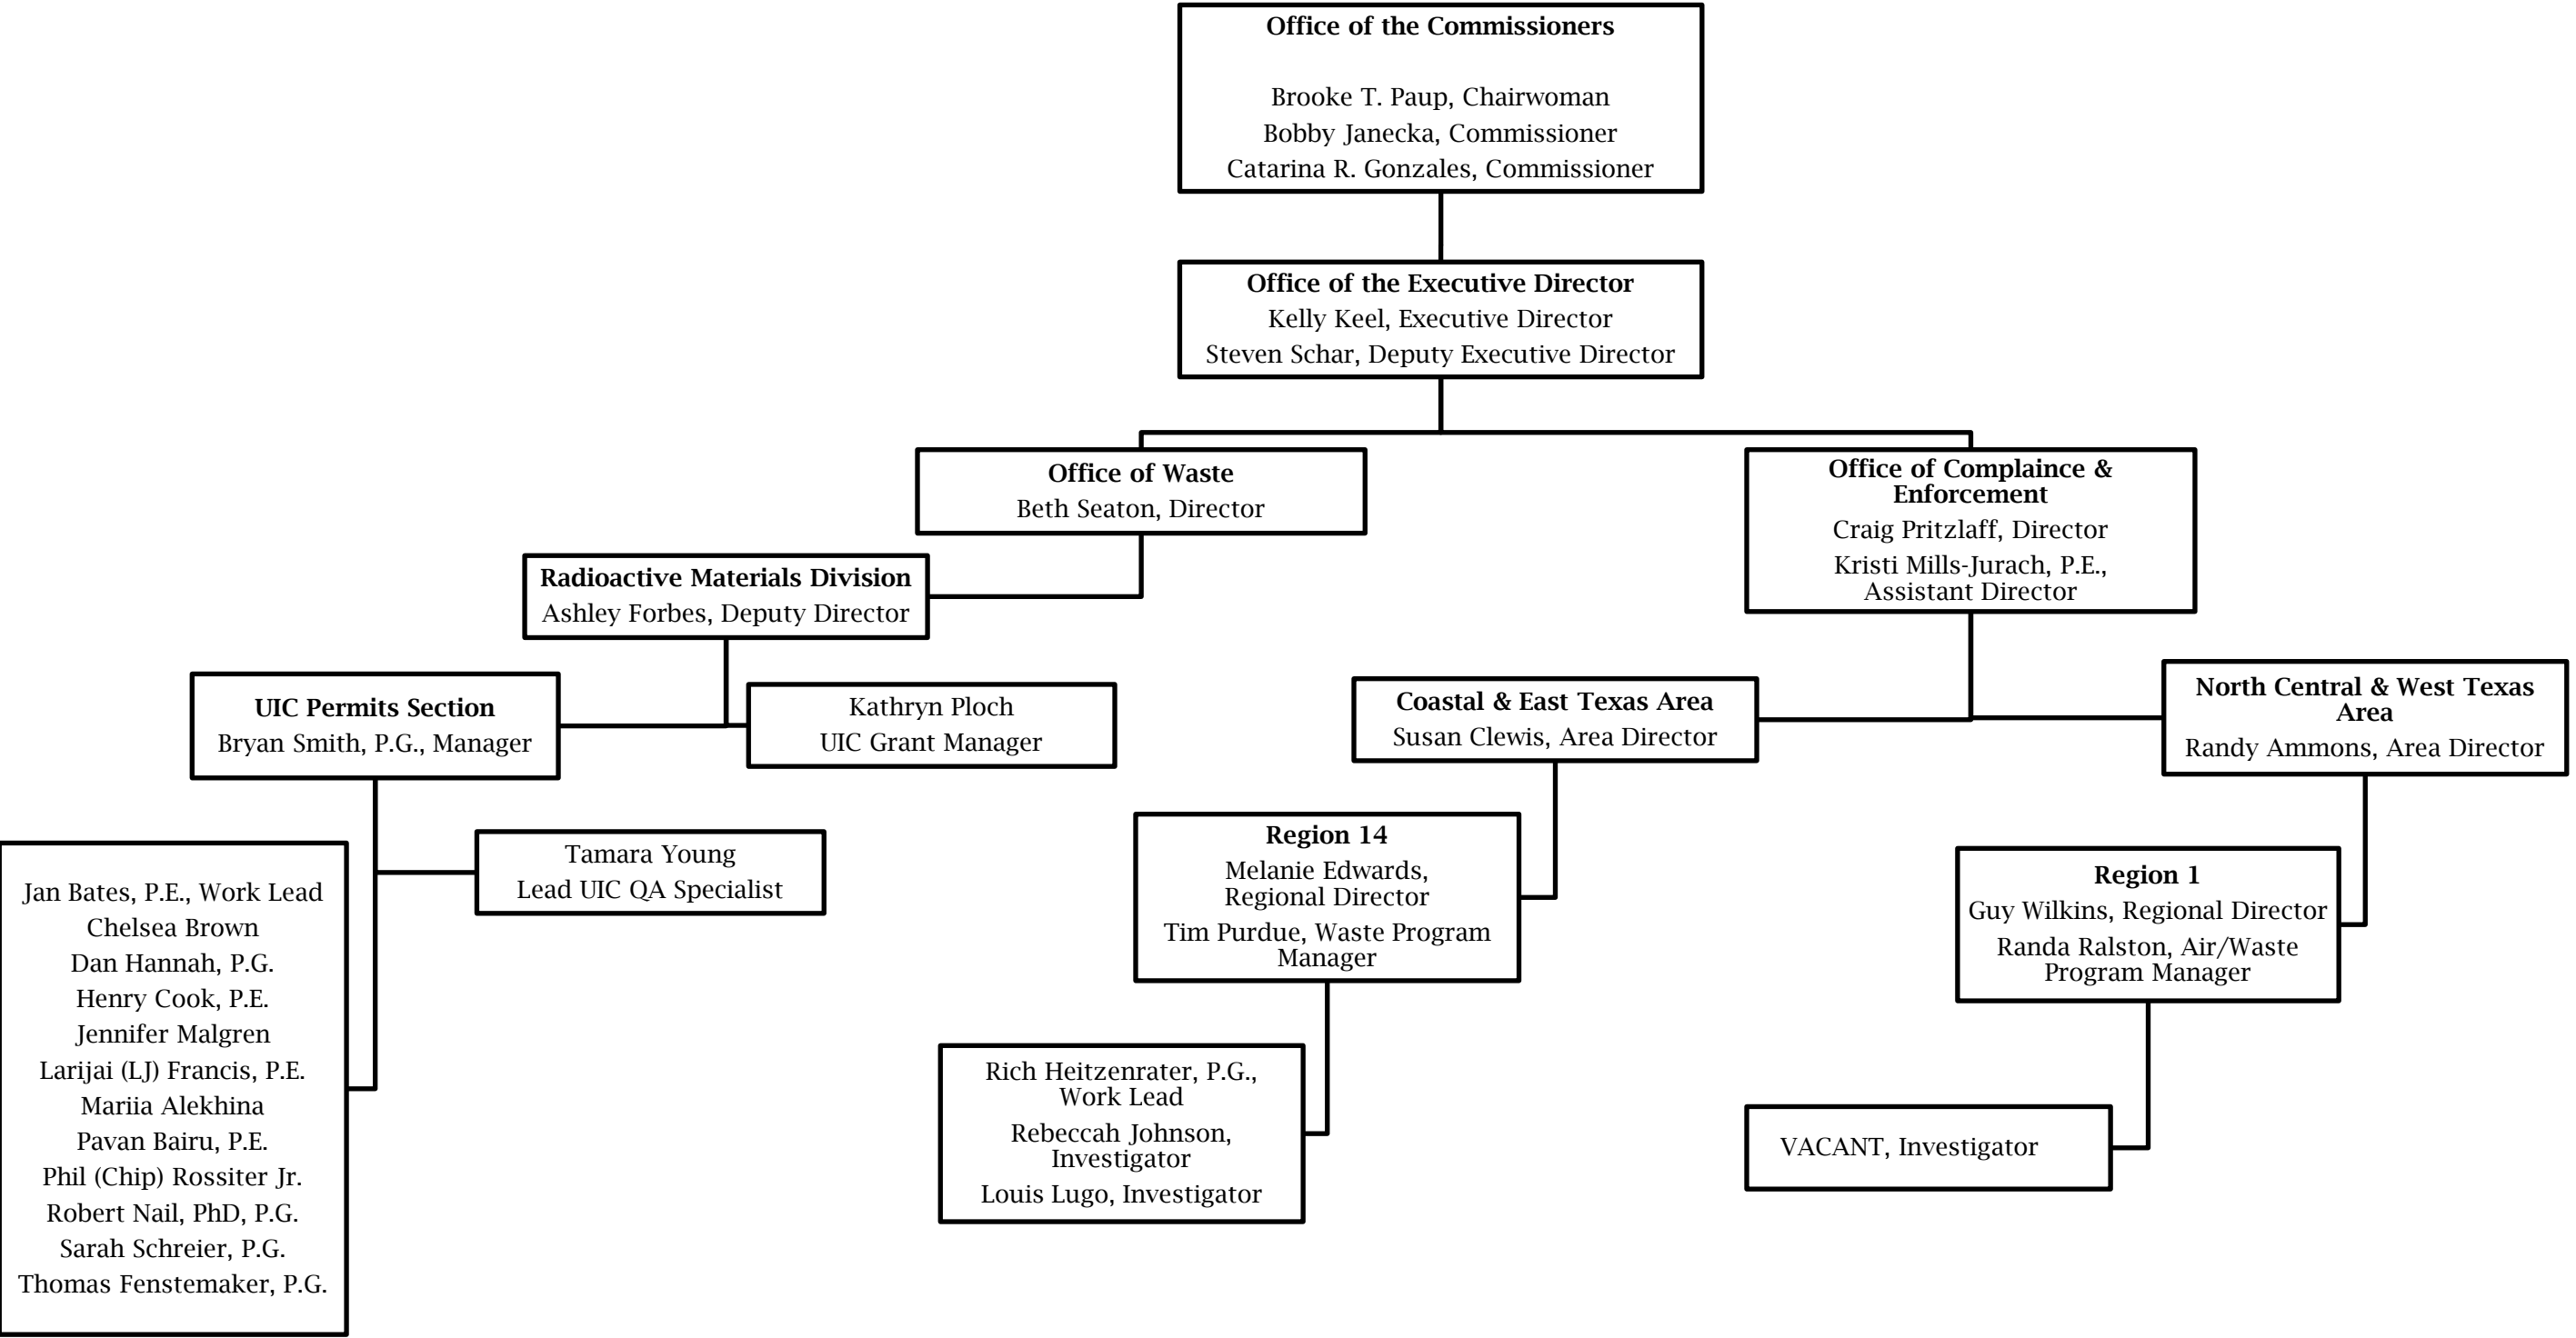 Office of the Commissioners
Brooke T. Paup, Chairwoman
Bobby Janecka, Commissioner
Catarina R. Gonzales, Commissioner
Office of the Executive Director
Kelly Keel, Executive Director
Steven Schar, Deputy Executive Director
Office of Waste
Beth Seaton, Director
Office of Complaince &
Enforcement
Craig Pritzlaff, Director
Kristi Mills-Jurach, P.E.,
Assistant Director
Radioactive Materials Division
Ashley Forbes, Deputy Director
UIC Permits Section
Bryan Smith, P.G., Manager
Kathryn Ploch
UIC Grant Manager
Coastal & East Texas Area
Susan Clewis, Area Director
North Central & West Texas
Area
Randy Ammons, Area Director
Jan Bates, P.E., Work Lead
Chelsea Brown
Dan Hannah, P.G.
Henry Cook, P.E.
Jennifer Malgren
Larijai (LJ) Francis, P.E.
Mariia Alekhina
Pavan Bairu, P.E.
Phil (Chip) Rossiter Jr.
Robert Nail, PhD, P.G.
Sarah Schreier, P.G.
Thomas Fenstemaker, P.G.
Tamara Young
Lead UIC QA Specialist
Region 14
Melanie Edwards,
Regional Director
Tim Purdue, Waste Program
Manager
Region 1
Guy Wilkins, Regional Director
Randa Ralston, Air/Waste
Program Manager
Rich Heitzenrater, P.G.,
Work Lead
Rebeccah Johnson,
Investigator
Louis Lugo, Investigator
VACANT, Investigator